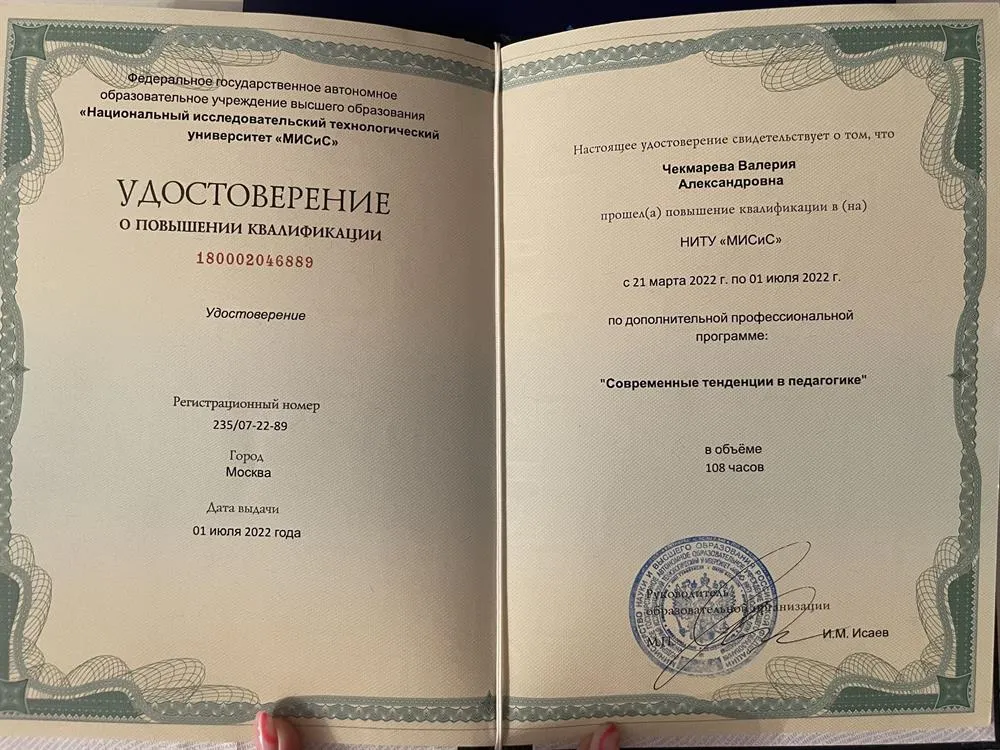 Федеральное государственное автономное
образовательное учреждение высшего образования
«Национальный исследовательский технологический
университет «МИСиС»
УДОСТОВЕРЕНИЕ
О ПОВЫШЕНИИ КВАЛИФИКАЦИИ
180002046889
Удостоверение
Регистрационный номер
235/07-22-89
Город
Москва
Дата выдачи
01 июля 2022 года
Настоящее удостоверение свидетельствует о том, что
Чекмарева Валерия
Александровна
прошел(а) повышение квалификации в (на)
НИТУ «МИСиС»
с 21 марта 2022 г. по 01 июля 2022 г.
по дополнительной профессиональной
программе:
"Современные тенденции в педагогике"
в объёме
108 часов
Руководитель
образовательной организации
М.П.
И.М. Исаев